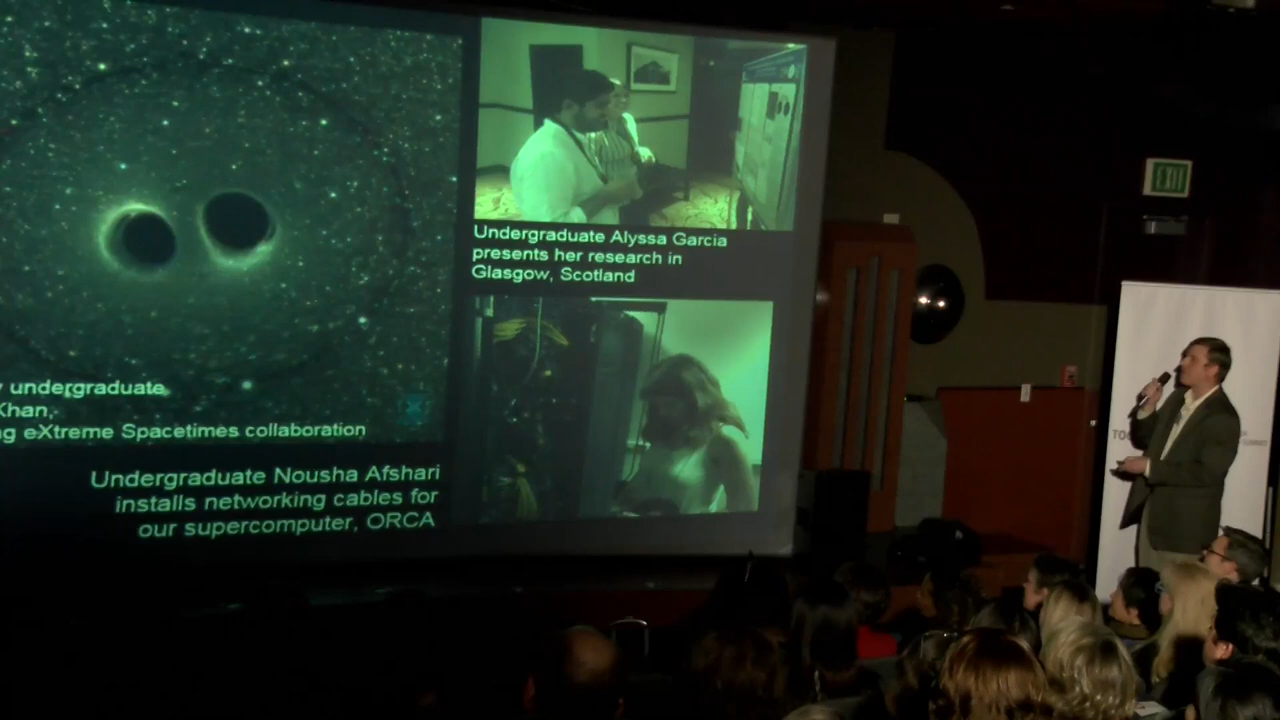 Undergraduate Alyssa Garcia
presents her research in
Glasgow, Scotland
undergraduate
Khan,
eXtreme Spacetimes collaboration
Undergraduate Nousha Afshari
installs networking cables for
our supercomputer, ORCA
EXIT